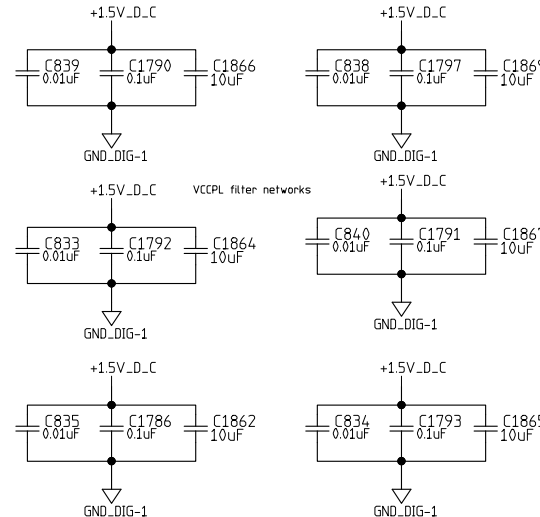 +1.5V_D_C
C839
0.01uF
C1790
0.1uF
C1866
10uF
GND_DIG-1
+1.5V_D_C
C838
0.01uF
C1797
0.1uF
C1869
10uF
GND_DIG-1
VCCPL filter networks
+1.5V_D_C
C833
0.01uF
C1792
0.1uF
C1864
10uF
GND_DIG-1
+1.5V_D_C
C840
0.01uF
C1791
0.1uF
C1867
10uF
GND_DIG-1
+1.5V_D_C
C835
0.01uF
C1786
0.1uF
C1862
10uF
GND_DIG-1
+1.5V_D_C
C834
0.01uF
C1793
0.1uF
C1865
10uF
GND_DIG-1